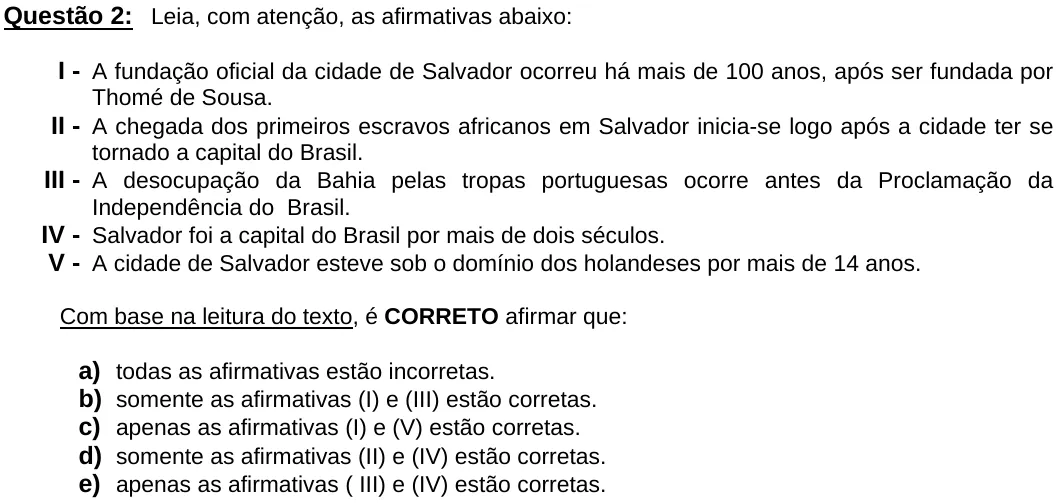 Questão 2: Leia, com atenção, as afirmativas abaixo:
I - A fundação oficial da cidade de Salvador ocorreu há mais de 100 anos, após ser fundada por
Thomé de Sousa.
II - A chegada dos primeiros escravos africanos em Salvador inicia-se logo após a cidade ter se
tornado a capital do Brasil.
III - A desocupação da Bahia pelas tropas portuguesas ocorre antes da Proclamação da
Independência do Brasil.
IV - Salvador foi a capital do Brasil por mais de dois séculos.
V - A cidade de Salvador esteve sob o domínio dos holandeses por mais de 14 anos.
Com base na leitura do texto, é CORRETO afirmar que:
a) todas as afirmativas estão incorretas.
b) somente as afirmativas (I) e (III) estão corretas.
c) apenas as afirmativas (I) e (V) estão corretas.
d) somente as afirmativas (II) e (IV) estão corretas.
e) apenas as afirmativas ( III) e (IV) estão corretas.